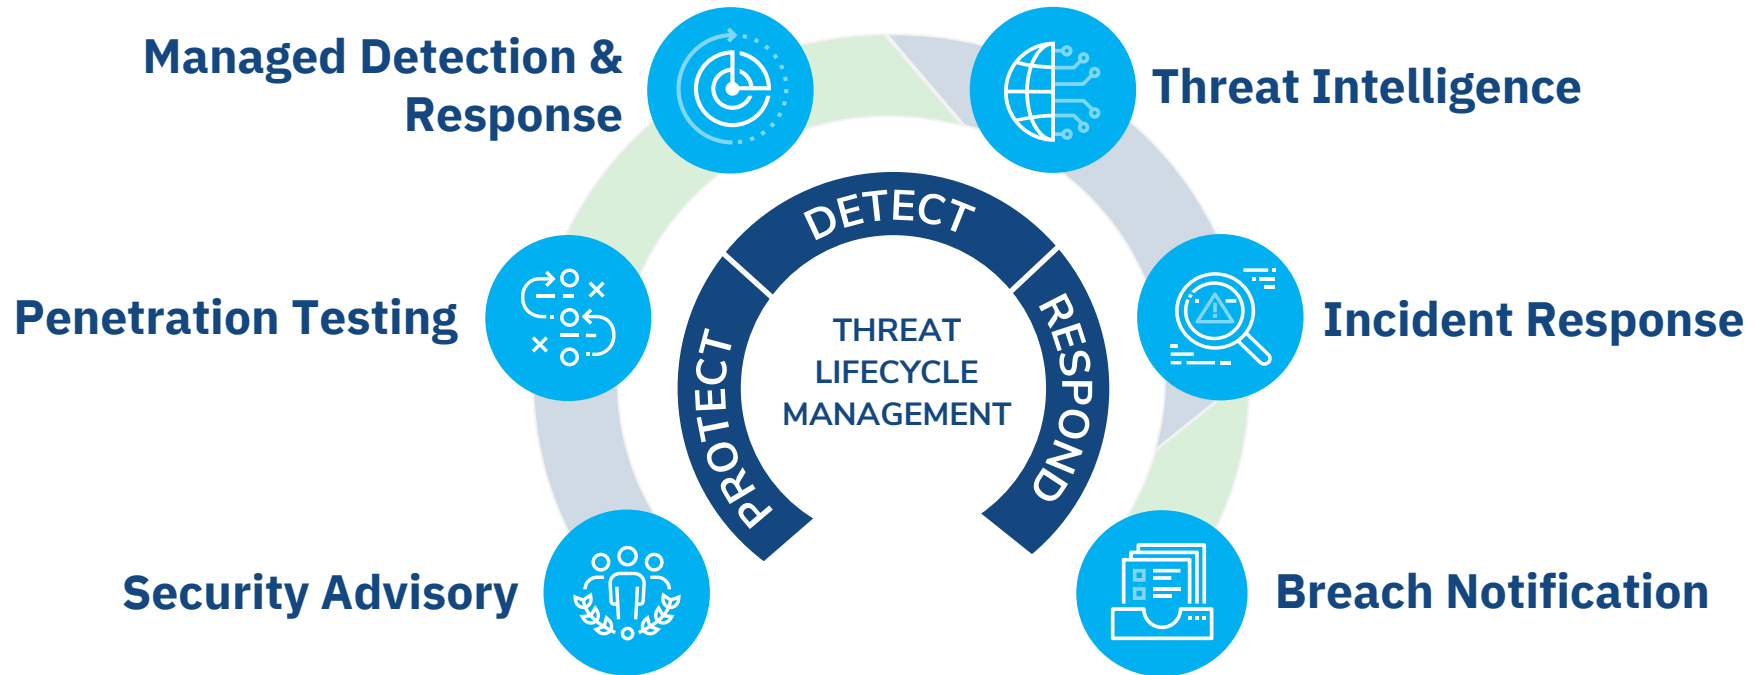 Managed Detection &
Response
Threat Intelligence
Penetration Testing
Incident Response
Security Advisory
Breach Notification
PROTECT
DETECT
RESPOND
THREAT
LIFECYCLE
MANAGEMENT